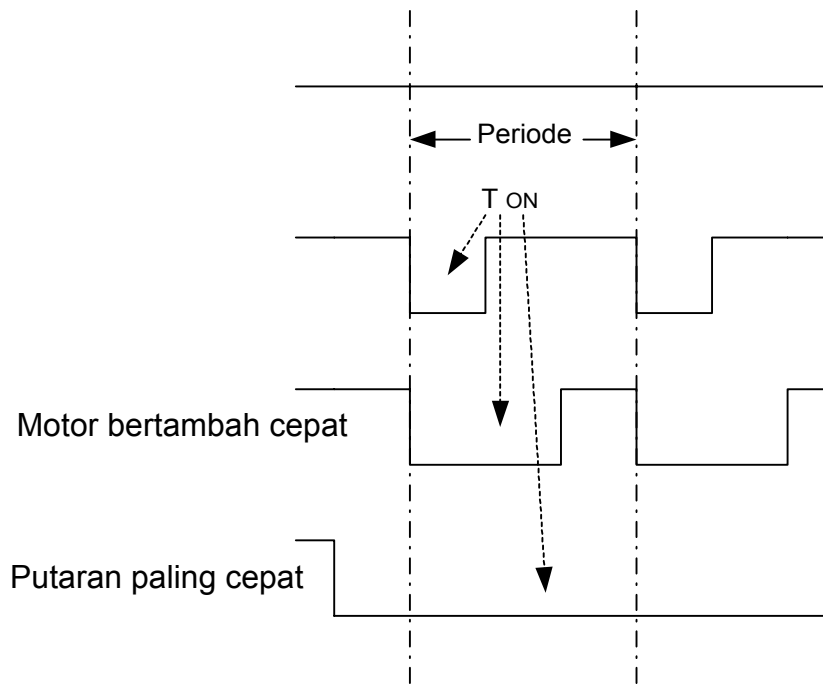 Periode
T ON
Motor bertambah cepat
Putaran paling cepat